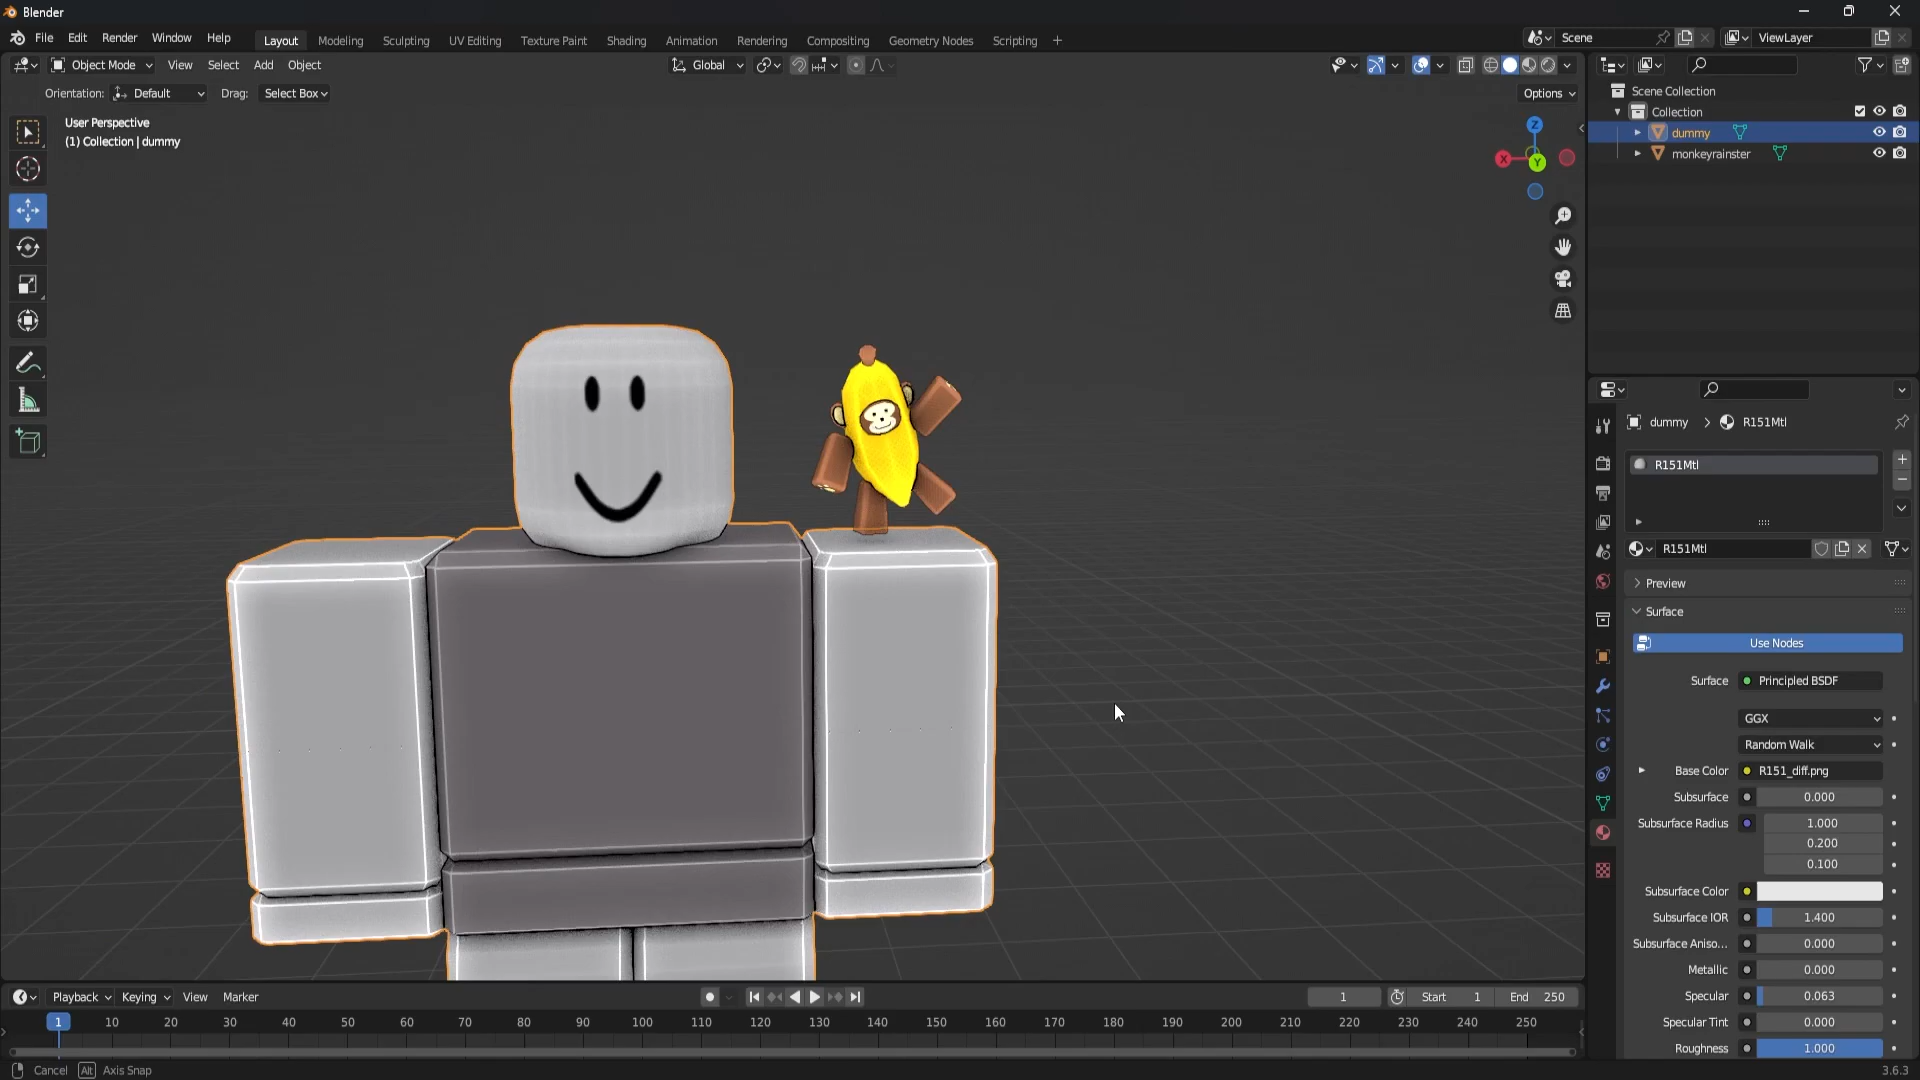 Blender
File Edit Render Window Help
Layout Modeling Sculpting UV Editing Texture Paint Shading Animation Rendering Compositing Geometry Nodes Scripting +
Scene
ViewLayer
Object Mode View Select Add Object
Global
Orientation: Default Drag: Select Box
Options
User Perspective
(1) Collection | dummy
Z
X
Y
Scene Collection
Collection
dummy
monkeyrainster
dummy > R151Mtl
R151Mtl
R151Mtl
Preview
Surface
Use Nodes
Surface Principled BSDF
GGX
Random Walk
Base Color R151_diff.png
Subsurface 0.000
Subsurface Radius 1.000
0.200
0.100
Subsurface Color
Subsurface IOR 1.400
Subsurface Aniso... 0.000
Metallic 0.000
Specular 0.063
Specular Tint 0.000
Roughness 1.000
Playback Keying View Marker
1 Start 1 End 250
1 10 20 30 40 50 60 70 80 90 100 110 120 130 140 150 160 170 180 190 200 210 220 230 240 250
Cancel Alt Axis Snap
3.6.3